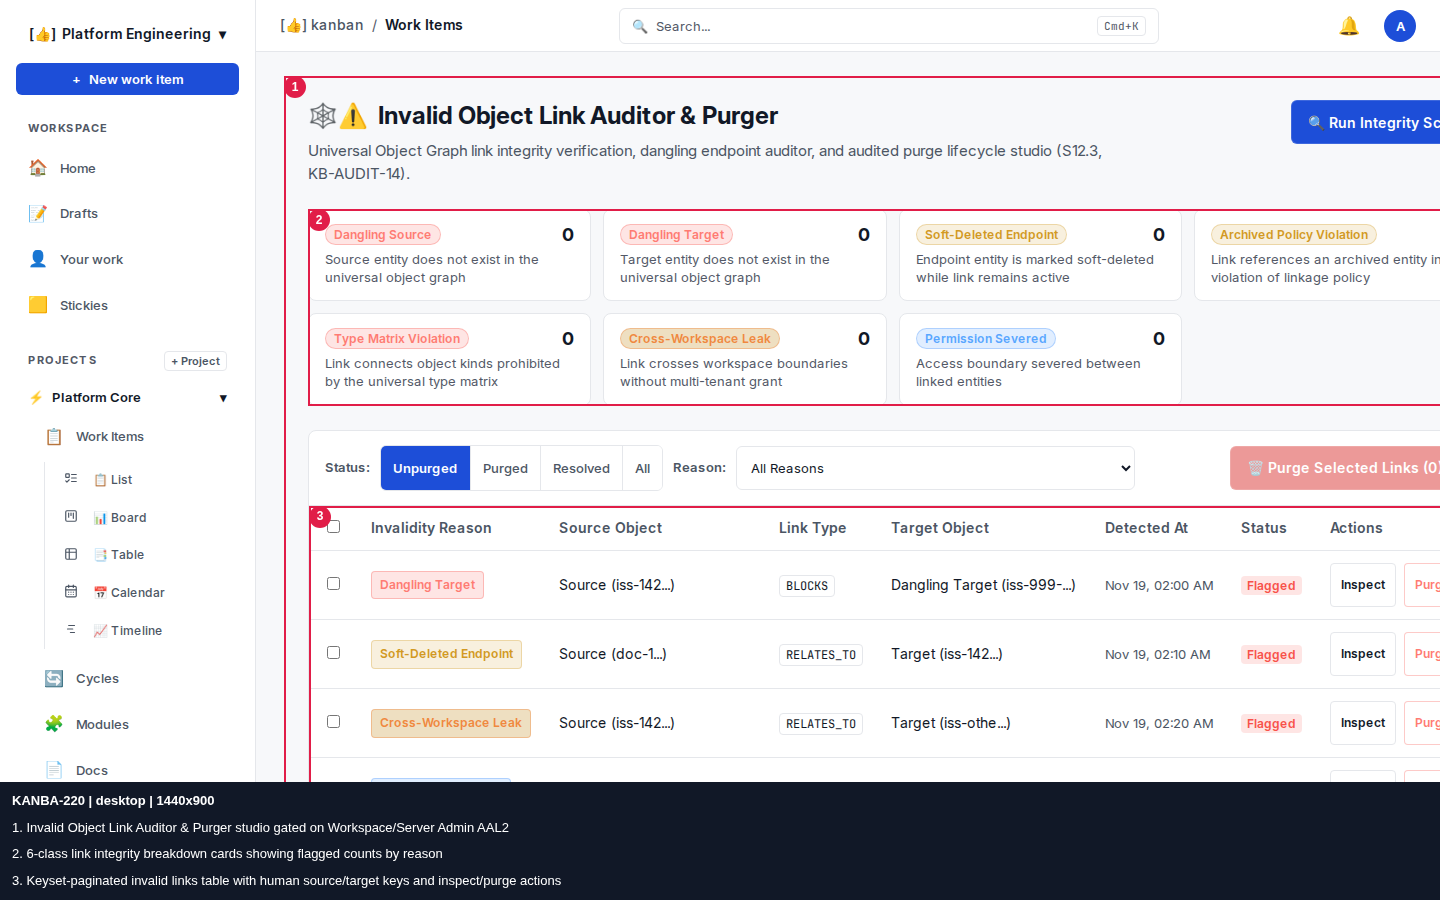 [👍] Platform Engineering ▾
+ New work item
WORKSPACE
🏠 Home
📝 Drafts
👤 Your work
🟨 Stickies
PROJECTS
+ Project
⚡ Platform Core ▾
📋 Work Items
📋 List
📊 Board
📑 Table
📅 Calendar
📈 Timeline
🔄 Cycles
🧩 Modules
📄 Docs
[👍] kanban / Work Items
🔍 Search...
Cmd+K
🔔
A
1
🕸️⚠️ Invalid Object Link Auditor & Purger
Universal Object Graph link integrity verification, dangling endpoint auditor, and audited purge lifecycle studio (S12.3,
KB-AUDIT-14).
🔍 Run Integrity Sc
2
Dangling Source 0
Source entity does not exist in the
universal object graph
Dangling Target 0
Target entity does not exist in the
universal object graph
Soft-Deleted Endpoint 0
Endpoint entity is marked soft-deleted
while link remains active
Archived Policy Violation
Link references an archived entity in
violation of linkage policy
Type Matrix Violation 0
Link connects object kinds prohibited
by the universal type matrix
Cross-Workspace Leak 0
Link crosses workspace boundaries
without multi-tenant grant
Permission Severed 0
Access boundary severed between
linked entities
Status: Unpurged Purged Resolved All Reason: All Reasons
🗑️ Purge Selected Links (0)
3
Invalidity Reason Source Object Link Type Target Object Detected At Status Actions
Dangling Target Source (iss-142...) BLOCKS Dangling Target (iss-999-...) Nov 19, 02:00 AM Flagged Inspect Purg
Soft-Deleted Endpoint Source (doc-1...) RELATES_TO Target (iss-142...) Nov 19, 02:10 AM Flagged Inspect Purg
Cross-Workspace Leak Source (iss-142...) RELATES_TO Target (iss-othe...) Nov 19, 02:20 AM Flagged Inspect Purg
KANBA-220 | desktop | 1440x900
1. Invalid Object Link Auditor & Purger studio gated on Workspace/Server Admin AAL2
2. 6-class link integrity breakdown cards showing flagged counts by reason
3. Keyset-paginated invalid links table with human source/target keys and inspect/purge actions